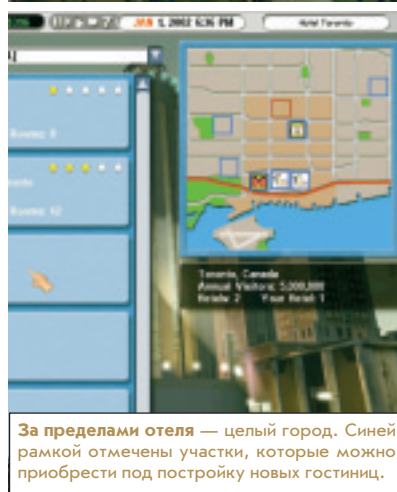 JAN 1, 2002 6:36 PM
Hotel Toronto
Rooms: 0
Rooms: 62
Toronto, Canada
Annual Visitors: 5,000,000
Hotels: 2 Your Hotel: 1
За пределами отеля — целый город. Синей
рамкой отмечены участки, которые можно
приобрести под постройку новых гостиниц.